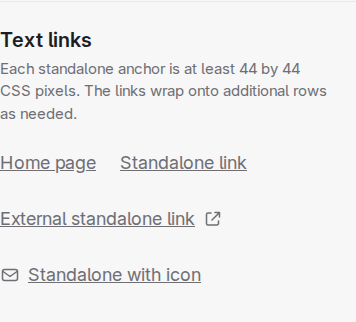 Text links
Each standalone anchor is at least 44 by 44
CSS pixels. The links wrap onto additional rows
as needed.
Home page Standalone link
External standalone link
Standalone with icon